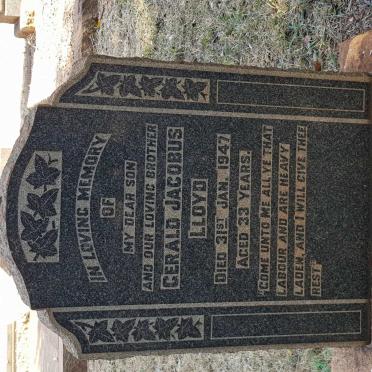 IN LOVING MEMORY
OF
MY DEAR SON
AND OUR LOVING BROTHER
GERALD JACOBUS
LLOYD
DIED 31ST JAN. 1947
AGED 33 YEARS.
"COME UNTO ME ALL YE THAT
LABOUR AND ARE HEAVY
LADEN, AND I WILL GIVE THEE
REST"